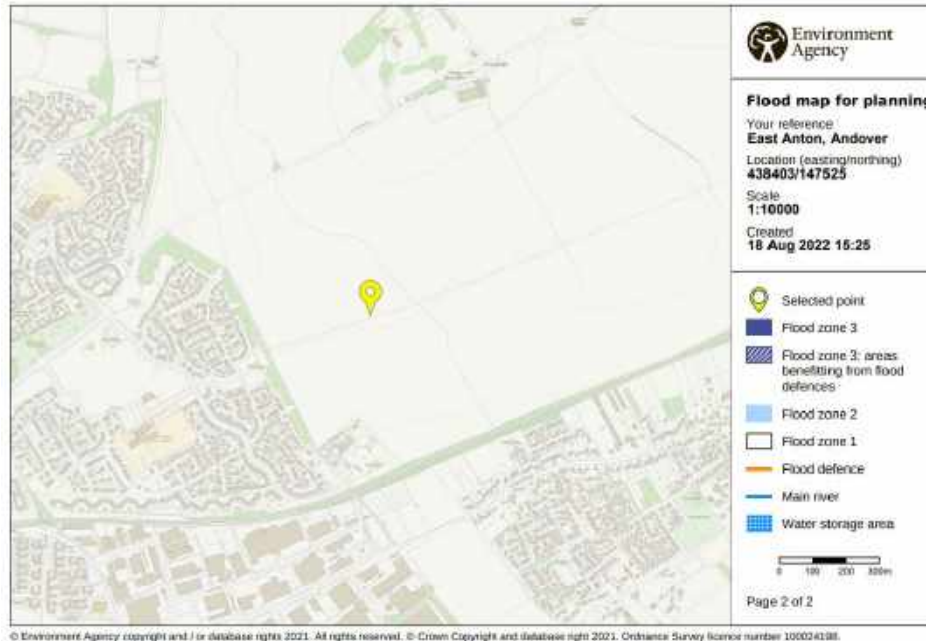 Environment
Agency
Flood map for planning
Your reference
East Anton, Andover
Location (easting/northing)
438403/147525
Scale
1:10000
Created
18 Aug 2022 15:25
Selected point
Flood zone 3
Flood zone 3: areas
benefitting from flood
defences
Flood zone 2
Flood zone 1
Flood defence
Main river
Water storage area
0 100 200 300m
Page 2 of 2
© Environment Agency copyright and / or database rights 2021. All rights reserved. © Crown Copyright and database right 2021. Ordnance Survey licence number 100024198.